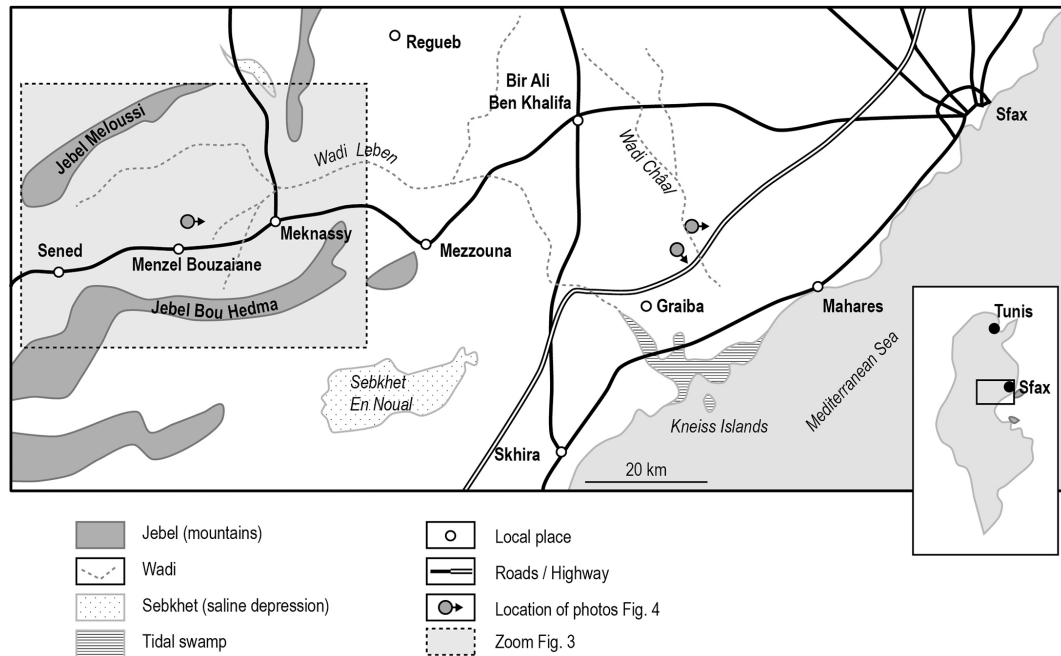 Regueb
Bir Ali
Ben Khalifa
Sfax
Jebel Meloussi
Wadi Leben
Wadi Châal
Meknassy
Sened
Menzel Bouzaiane
Mezzouna
Jebel Bou Hedma
Graiba
Mahares
Mediterranean Sea
Sebkhet
En Noual
Kneiss Islands
Skhira
20 km
Tunis
Sfax
Jebel (mountains)
Wadi
Sebkhet (saline depression)
Tidal swamp
Local place
Roads / Highway
Location of photos Fig. 4
Zoom Fig. 3